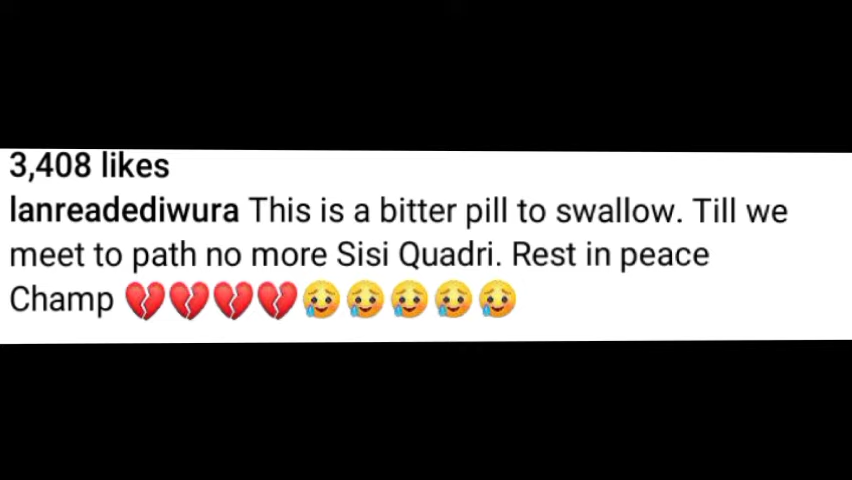 3,408 likes
lanreadediwura This is a bitter pill to swallow. Till we
meet to path no more Sisi Quadri. Rest in peace
Champ 💔💔💔💔🥲🥲🥲🥲🥲